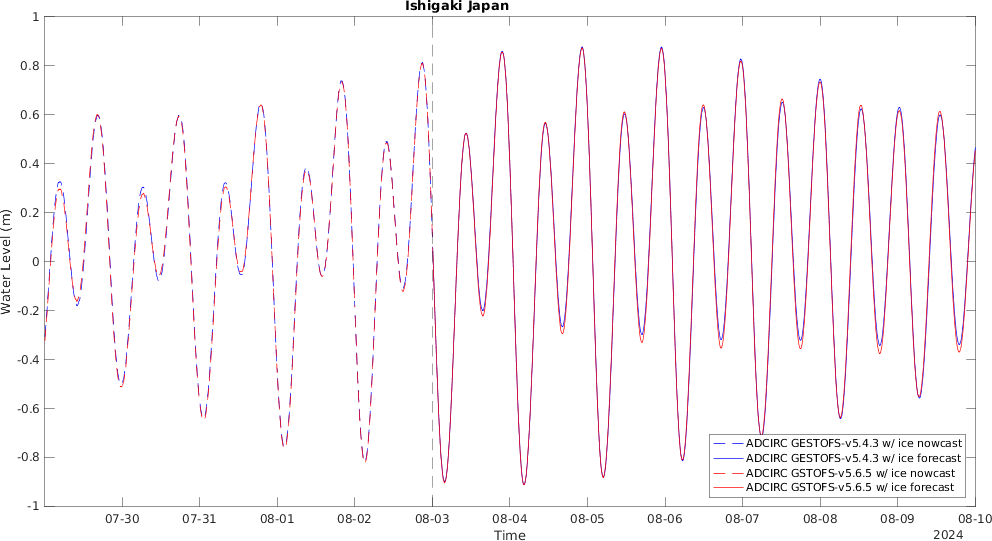 Ishigaki Japan
1
0.8
0.6
0.4
0.2
0
-0.2
-0.4
-0.6
-0.8
-1
Water Level (m)
07-30 07-31 08-01 08-02 08-03 08-04 08-05 08-06 08-07 08-08 08-09 08-10
Time
2024
ADCIRC GESTOFS-v5.4.3 w/ ice nowcast
ADCIRC GESTOFS-v5.4.3 w/ ice forecast
ADCIRC GSTOFS-v5.6.5 w/ ice nowcast
ADCIRC GSTOFS-v5.6.5 w/ ice forecast